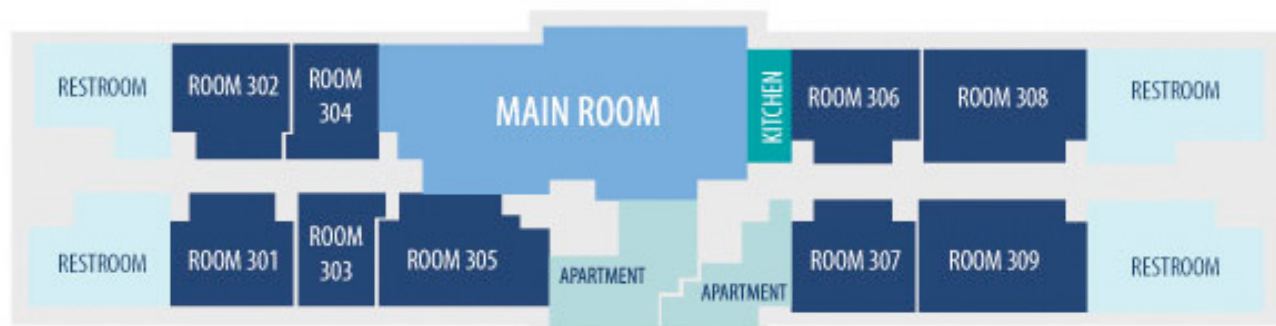 RESTROOM
ROOM 302
ROOM
304
MAIN ROOM
KITCHEN
ROOM 306
ROOM 308
RESTROOM
RESTROOM
ROOM 301
ROOM
303
ROOM 305
APARTMENT
APARTMENT
ROOM 307
ROOM 309
RESTROOM